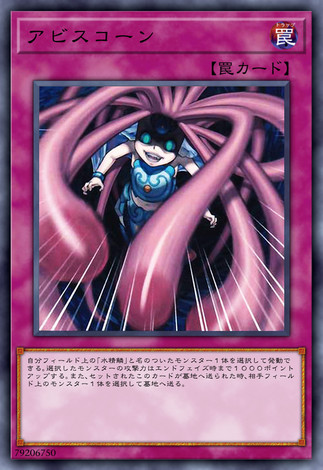 アビスコーン
トラップ
罠
【罠カード】
自分フィールド上の「水精鱗」と名のついたモンスター１体を選択して発動で
きる。選択したモンスターの攻撃力はエンドフェイズ時まで１０００ポイント
アップする。また、セットされたこのカードが墓地へ送られた時、相手フィール
ド上のモンスター１体を選択して墓地へ送る。
79206750